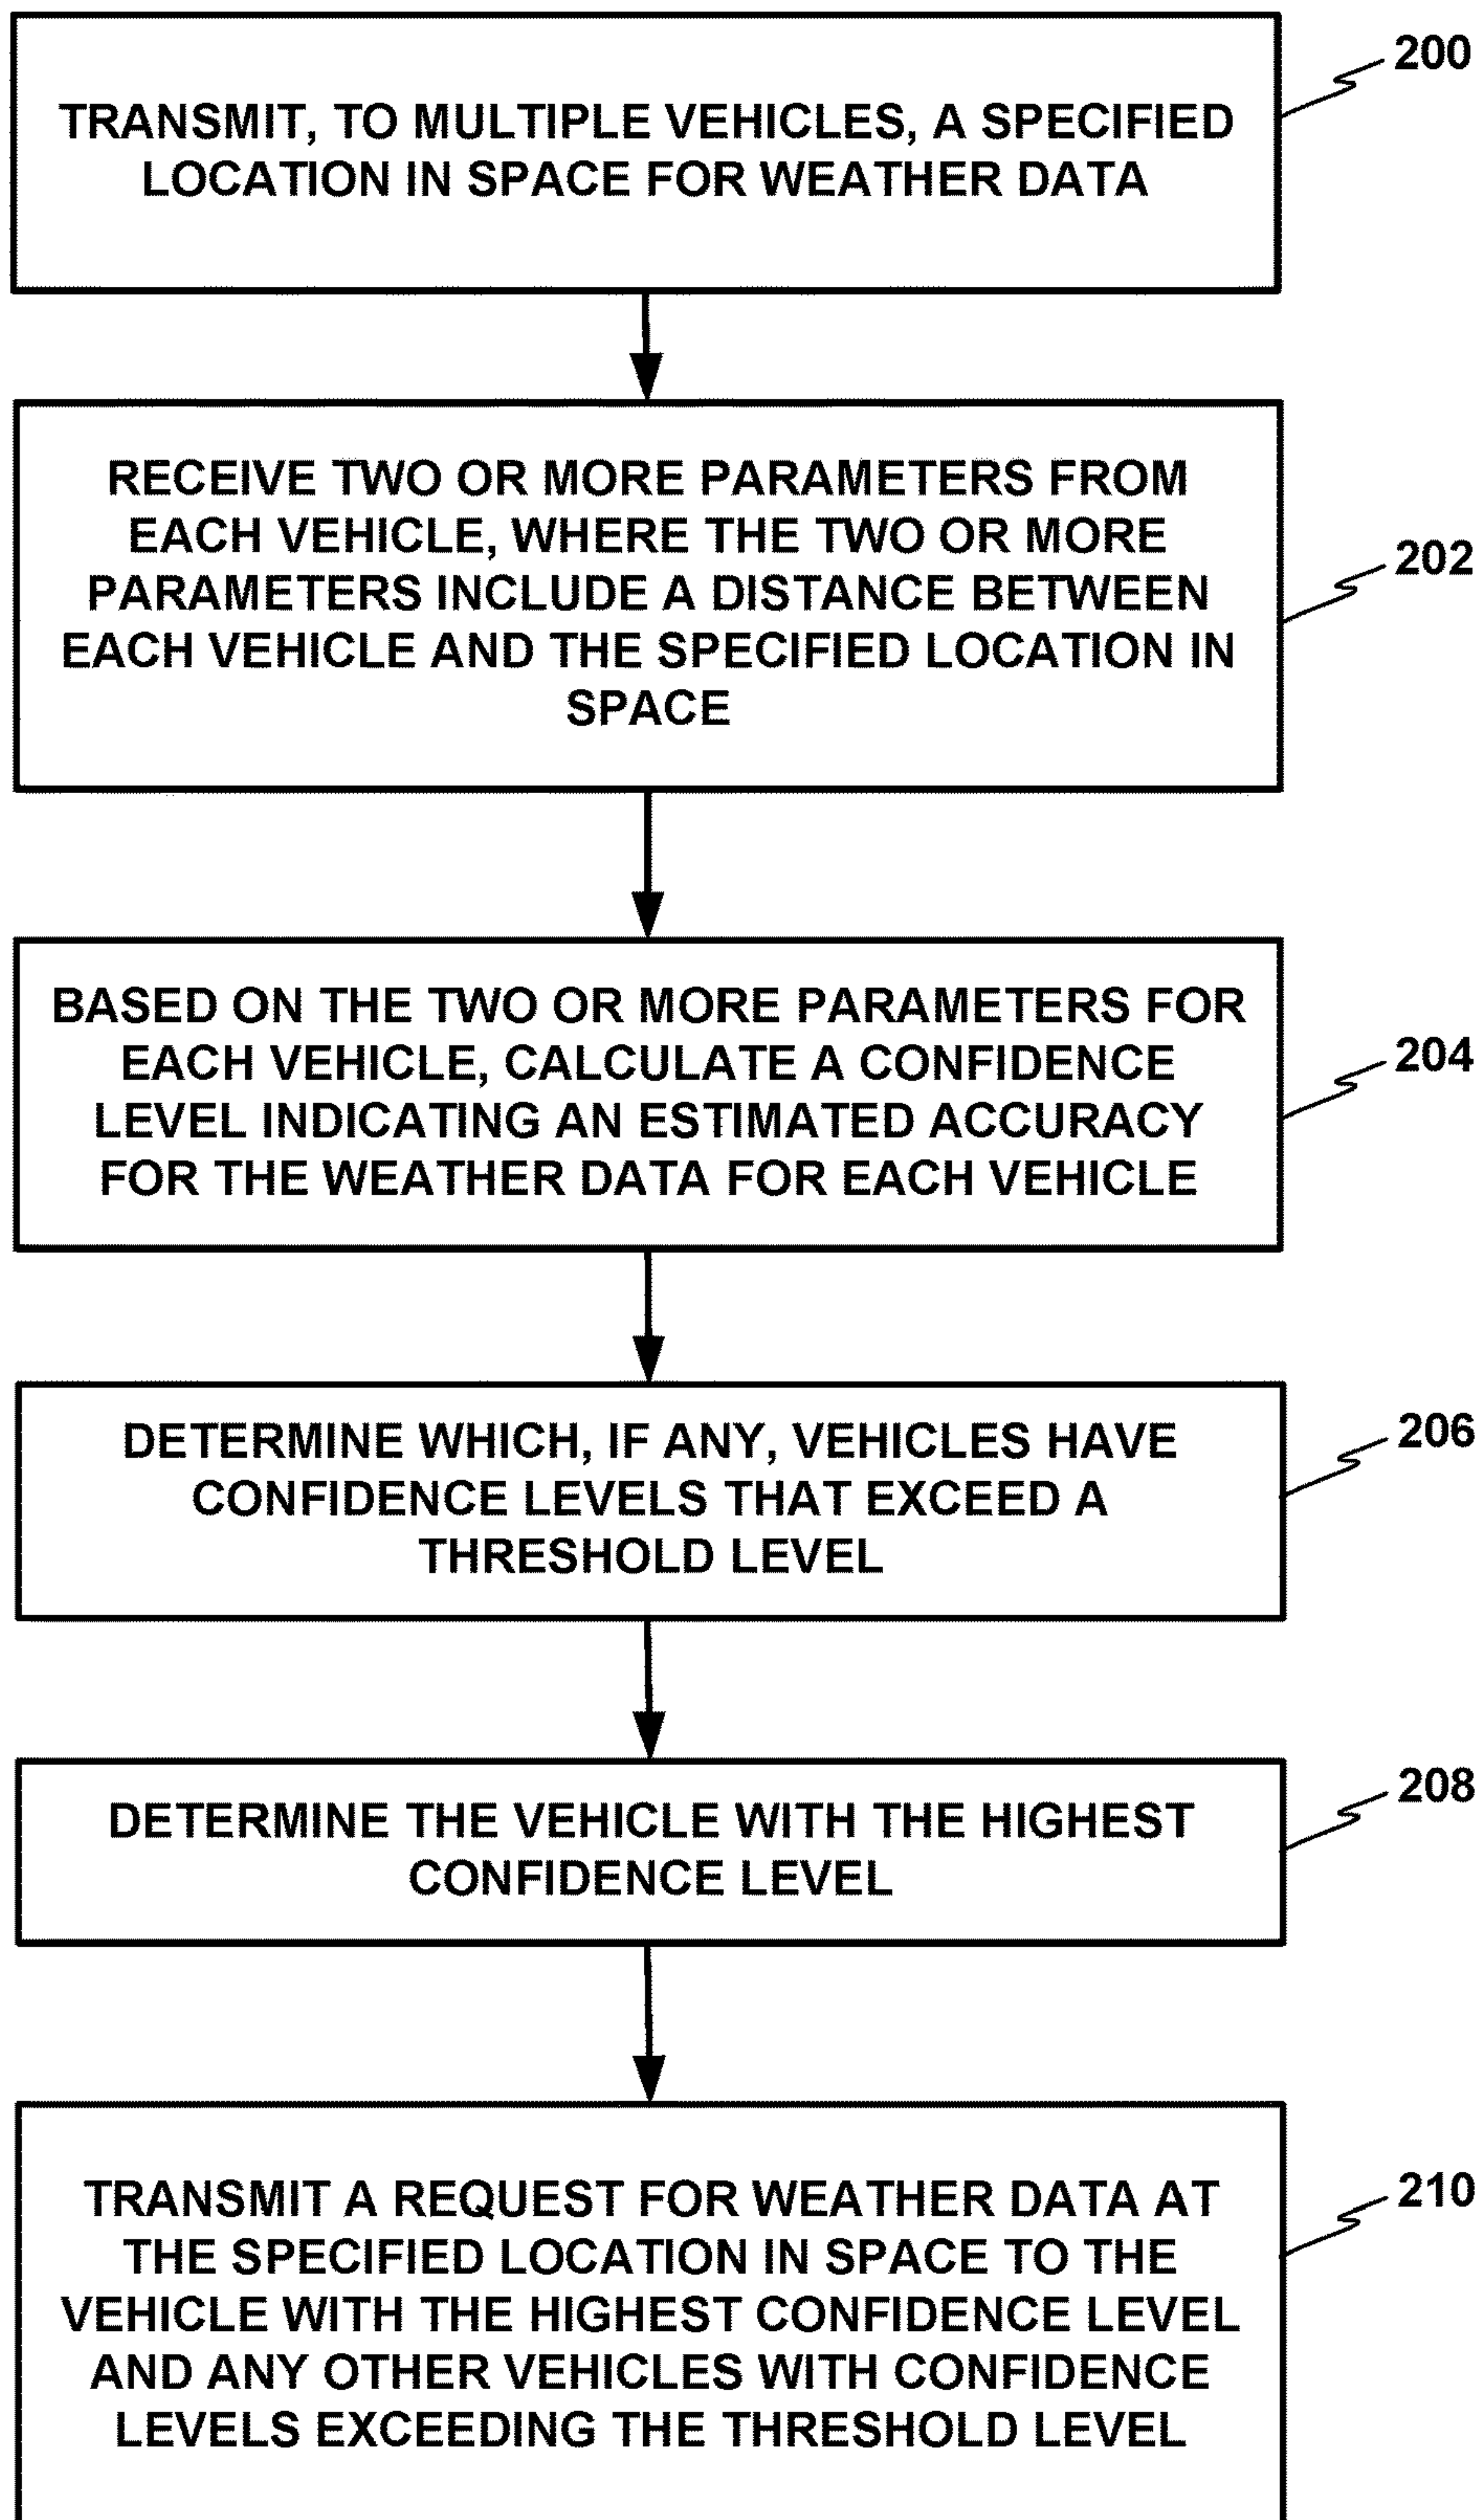 200
TRANSMIT, TO MULTIPLE VEHICLES, A SPECIFIED
LOCATION IN SPACE FOR WEATHER DATA
RECEIVE TWO OR MORE PARAMETERS FROM
EACH VEHICLE, WHERE THE TWO OR MORE
202
PARAMETERS INCLUDE A DISTANCE BETWEEN
EACH VEHICLE AND THE SPECIFIED LOCATION IN
SPACE
BASED ON THE TWO OR MORE PARAMETERS FOR
204
EACH VEHICLE, CALCULATE A CONFIDENCE
LEVEL INDICATING AN ESTIMATED ACCURACY
FOR THE WEATHER DATA FOR EACH VEHICLE
206
DETERMINE WHICH, IF ANY, VEHICLES HAVE
CONFIDENCE LEVELS THAT EXCEED A
THRESHOLD LEVEL
208
DETERMINE THE VEHICLE WITH THE HIGHEST
CONFIDENCE LEVEL
210
TRANSMIT A REQUEST FOR WEATHER DATA AT
THE SPECIFIED LOCATION IN SPACE TO THE
VEHICLE WITH THE HIGHEST CONFIDENCE LEVEL
AND ANY OTHER VEHICLES WITH CONFIDENCE
LEVELS EXCEEDING THE THRESHOLD LEVEL